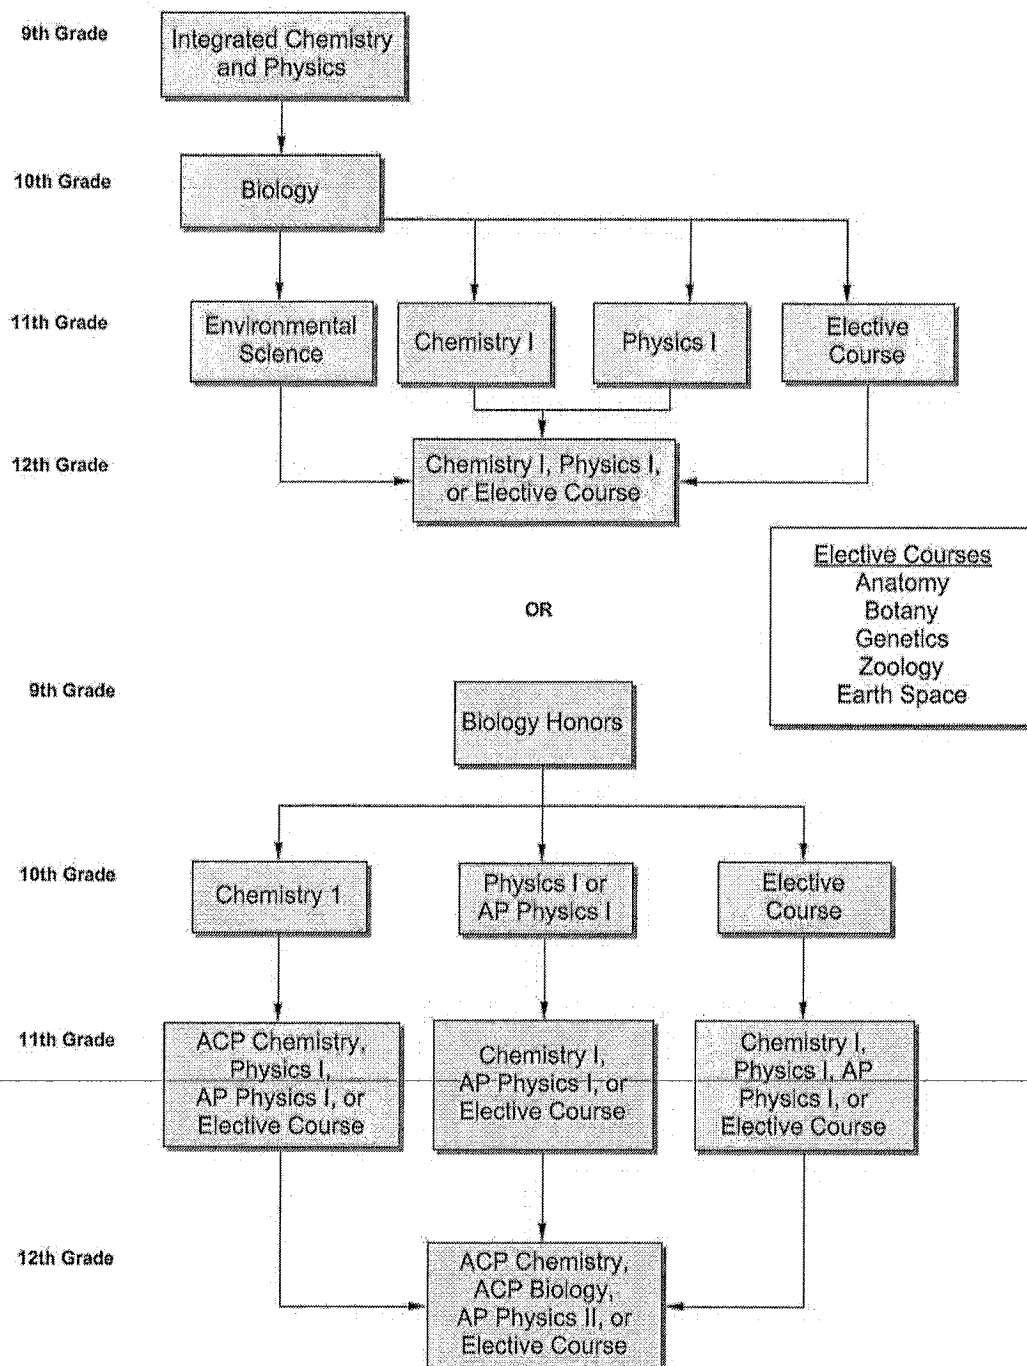 9th Grade
Integrated Chemistry
and Physics
10th Grade
Biology
11th Grade
Environmental
Science
Chemistry I
Physics I
Elective
Course
12th Grade
Chemistry I, Physics I,
or Elective Course
Elective Courses
Anatomy
Botany
Genetics
Zoology
Earth Space
OR
9th Grade
Biology Honors
10th Grade
Chemistry 1
Physics I or
AP Physics I
Elective
Course
11th Grade
ACP Chemistry,
Physics I,
AP Physics I, or
Elective Course
Chemistry I,
AP Physics I, or
Elective Course
Chemistry I,
Physics I, AP
Physics I, or
Elective Course
12th Grade
ACP Chemistry,
ACP Biology,
AP Physics II, or
Elective Course